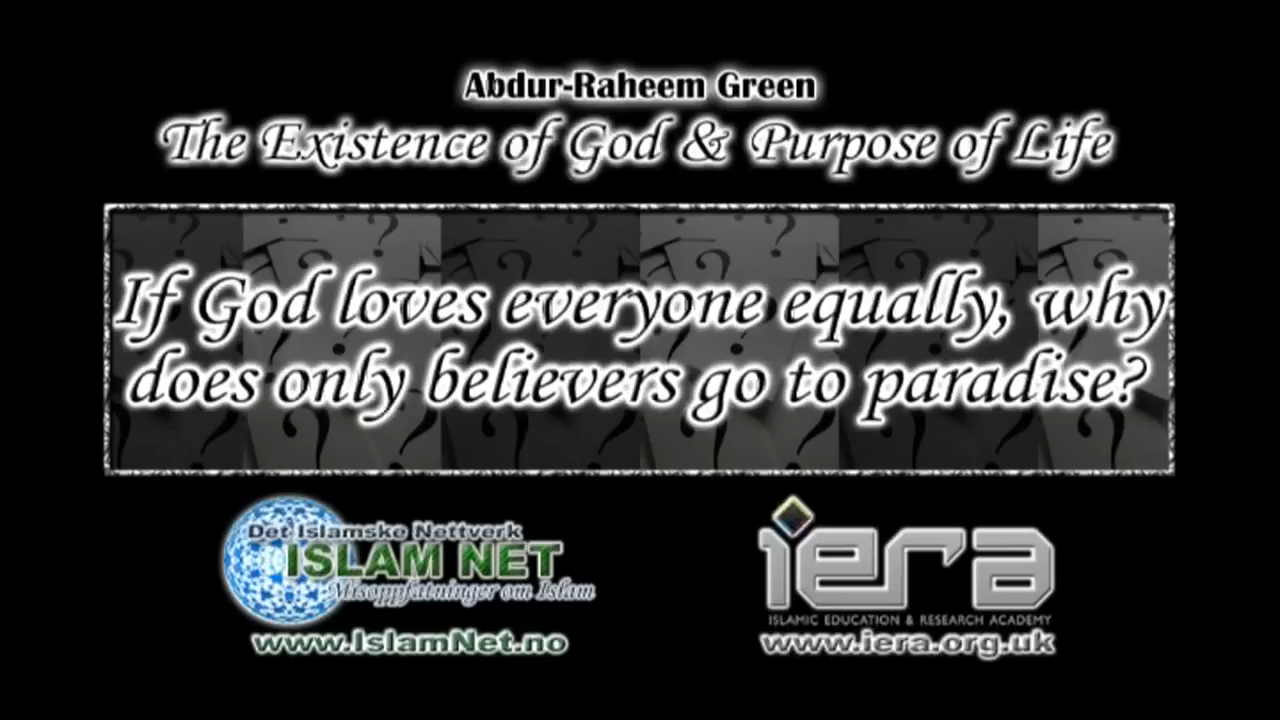 Abdur-Raheem Green
The Existence of God & Purpose of Life
If God loves everyone equally, why
does only believers go to paradise?
Det Islamske Nettverk
ISLAM NET
Misoppfatninger om Islam
www.IslamNet.no
iera
ISLAMIC EDUCATION & RESEARCH ACADEMY
www.iera.org.uk